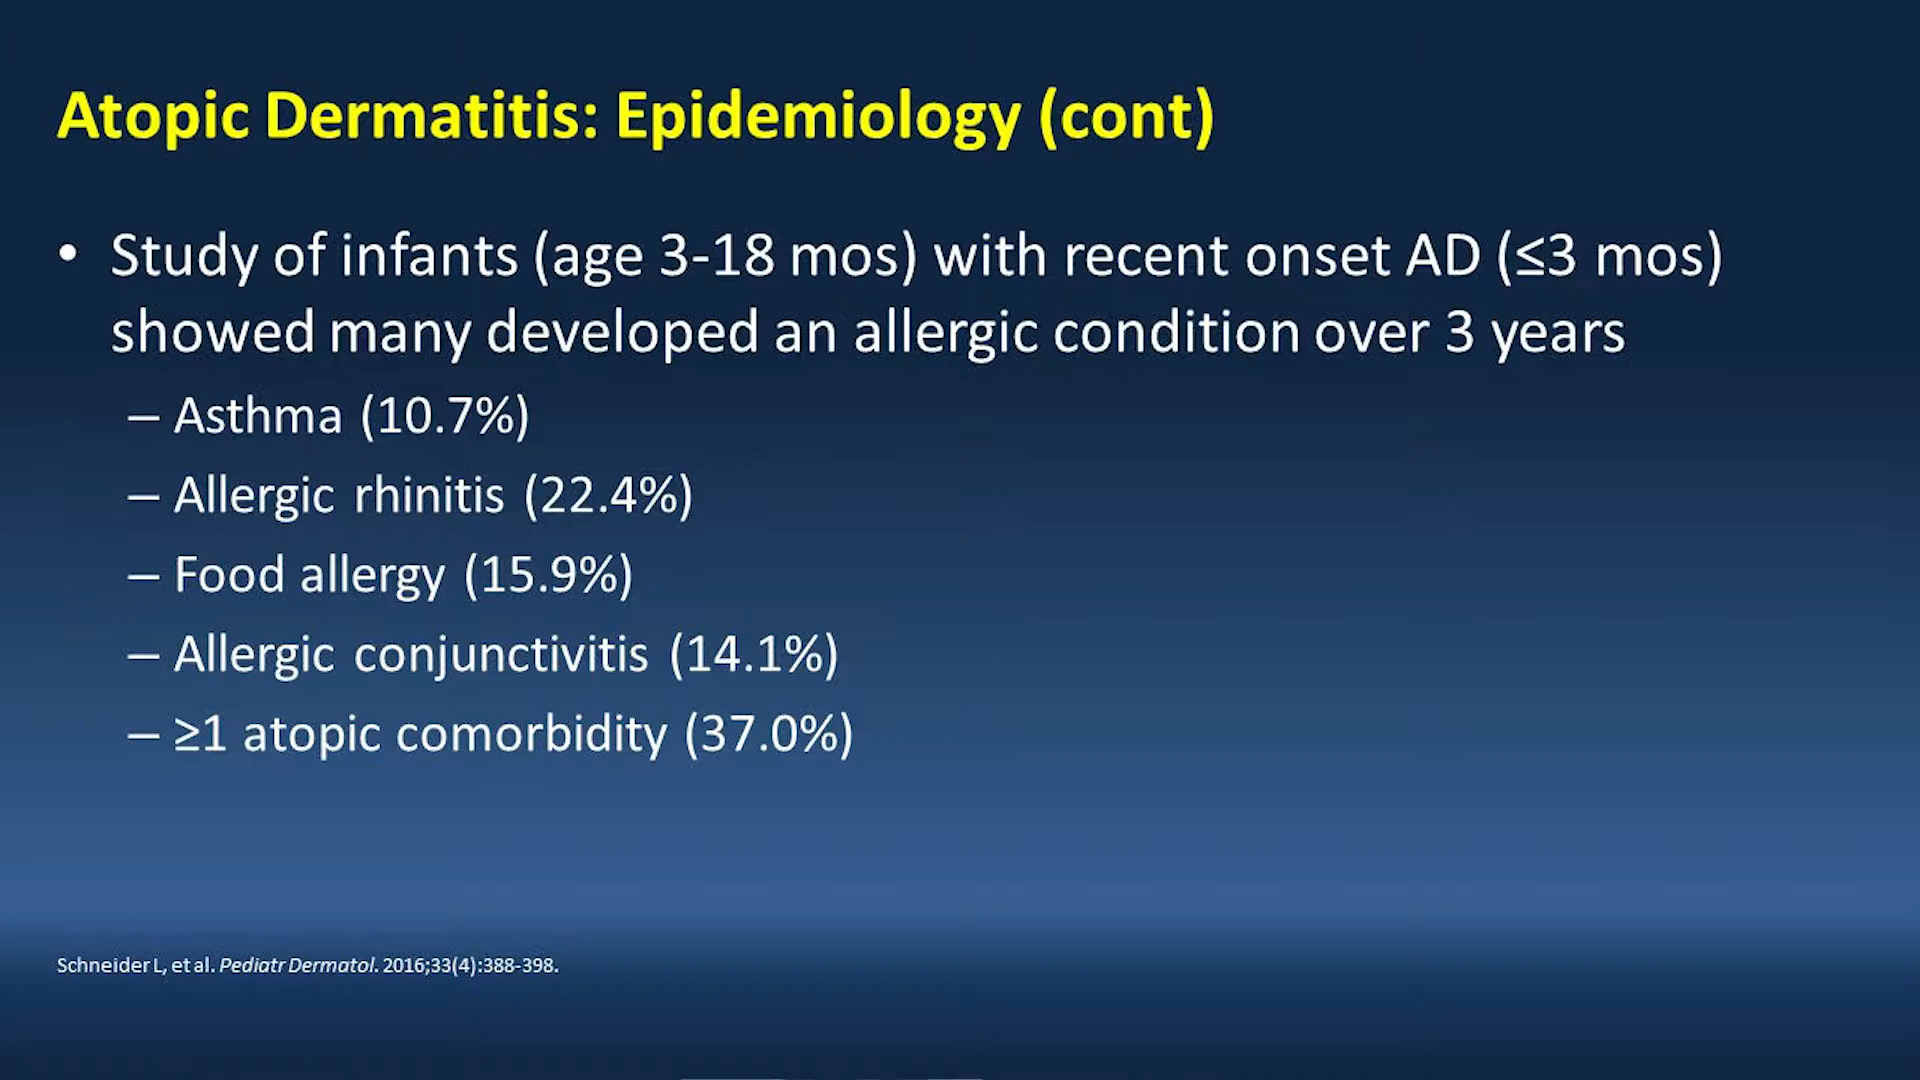 Atopic Dermatitis: Epidemiology (cont)
• Study of infants (age 3-18 mos) with recent onset AD (≤3 mos)
showed many developed an allergic condition over 3 years
– Asthma (10.7%)
– Allergic rhinitis (22.4%)
– Food allergy (15.9%)
– Allergic conjunctivitis (14.1%)
– ≥1 atopic comorbidity (37.0%)
Schneider L, et al. Pediatr Dermatol. 2016;33(4):388-398.